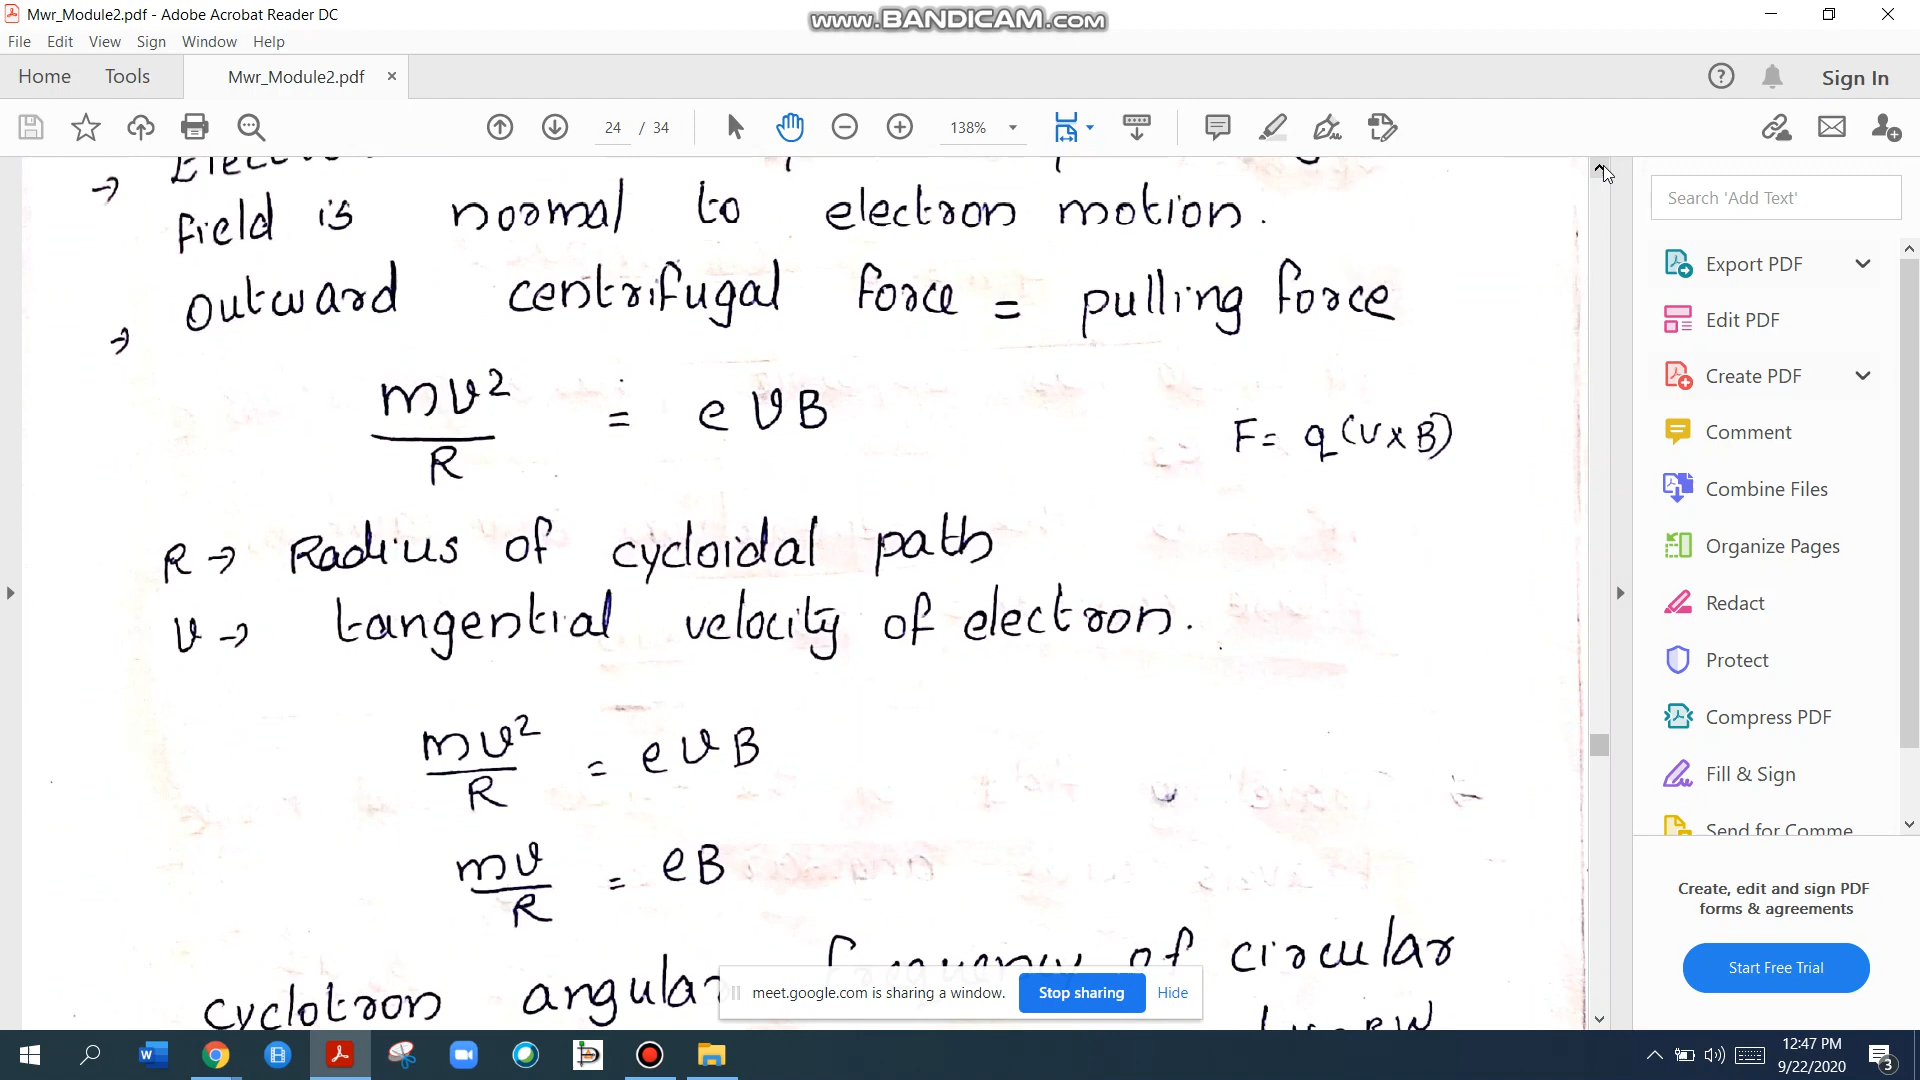 Mwr_Module2.pdf - Adobe Acrobat Reader DC
www.BANDICAM.com
File Edit View Sign Window Help
Home Tools Mwr_Module2.pdf × Sign In
24 / 34 138%
field is normal to electron motion.
→ outward centrifugal force = pulling force
mv²/R = evB
F = q(v×B)
R → Radius of cycloidal path
v → tangential velocity of electron.
mv²/R = evB
mv/R = eB
cyclotron angular frequency of circular
Search 'Add Text'
Export PDF
Edit PDF
Create PDF
Comment
Combine Files
Organize Pages
Redact
Protect
Compress PDF
Fill & Sign
Send for Comme
Create, edit and sign PDF
forms & agreements
Start Free Trial
meet.google.com is sharing a window. Stop sharing Hide
12:47 PM
9/22/2020
3